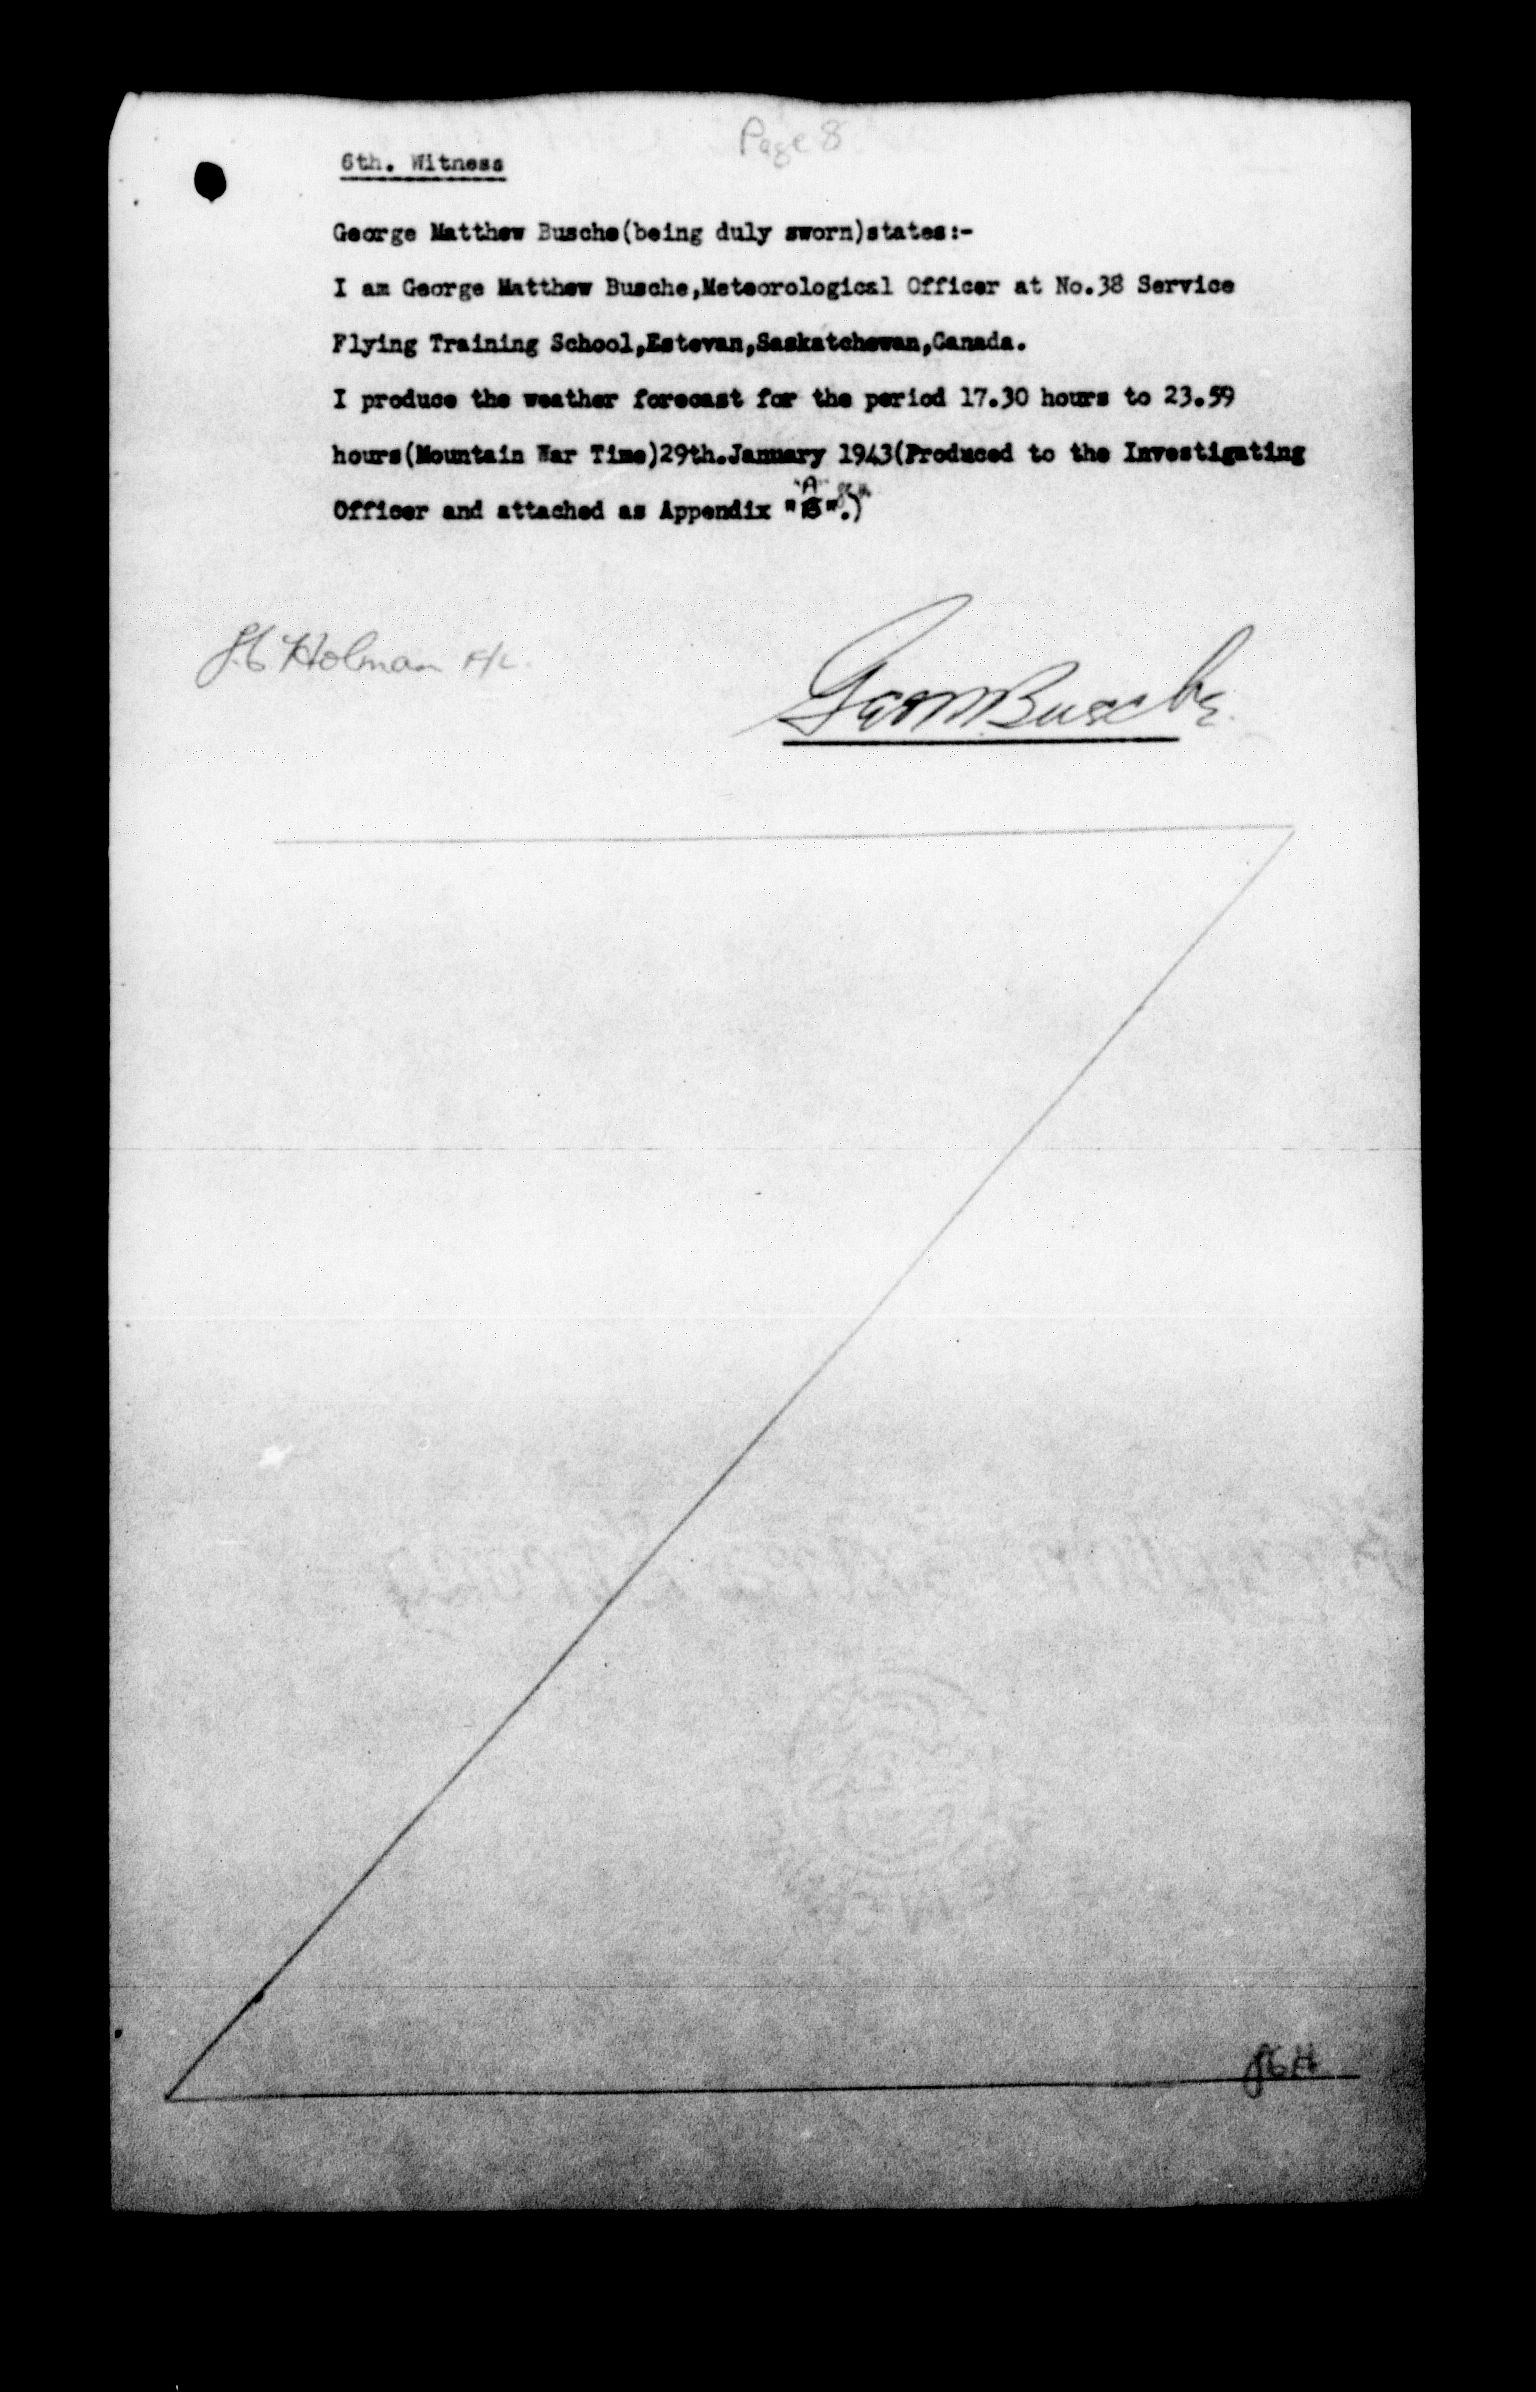 Page 8
6th. Witness
George Matthew Busche(being duly sworn)states:-
I am George Matthew Busche,Meteorological Officer at No.38 Service
Flying Training School,Estevan,Saskatchewan,Canada.
I produce the weather forecast for the period 17.30 hours to 23.59
hours(Mountain War Time)29th.January 1943(Produced to the Investigating
"A"
Officer and attached as Appendix "B".)
Holman F/L.
Geo M Busche.